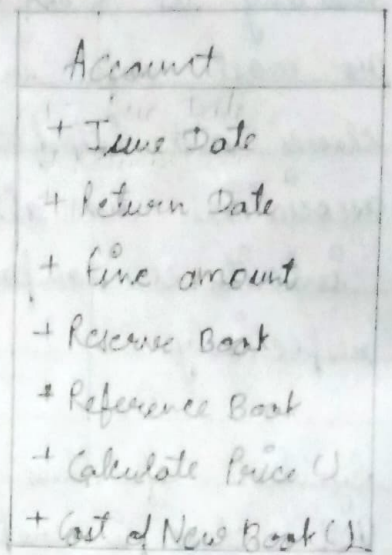 Account
+ Issue Date
+ Return Date
+ fine amount
+ Reserve Book
+ Reference Book
+ Calculate Price ()
+ Cost of New Book ()